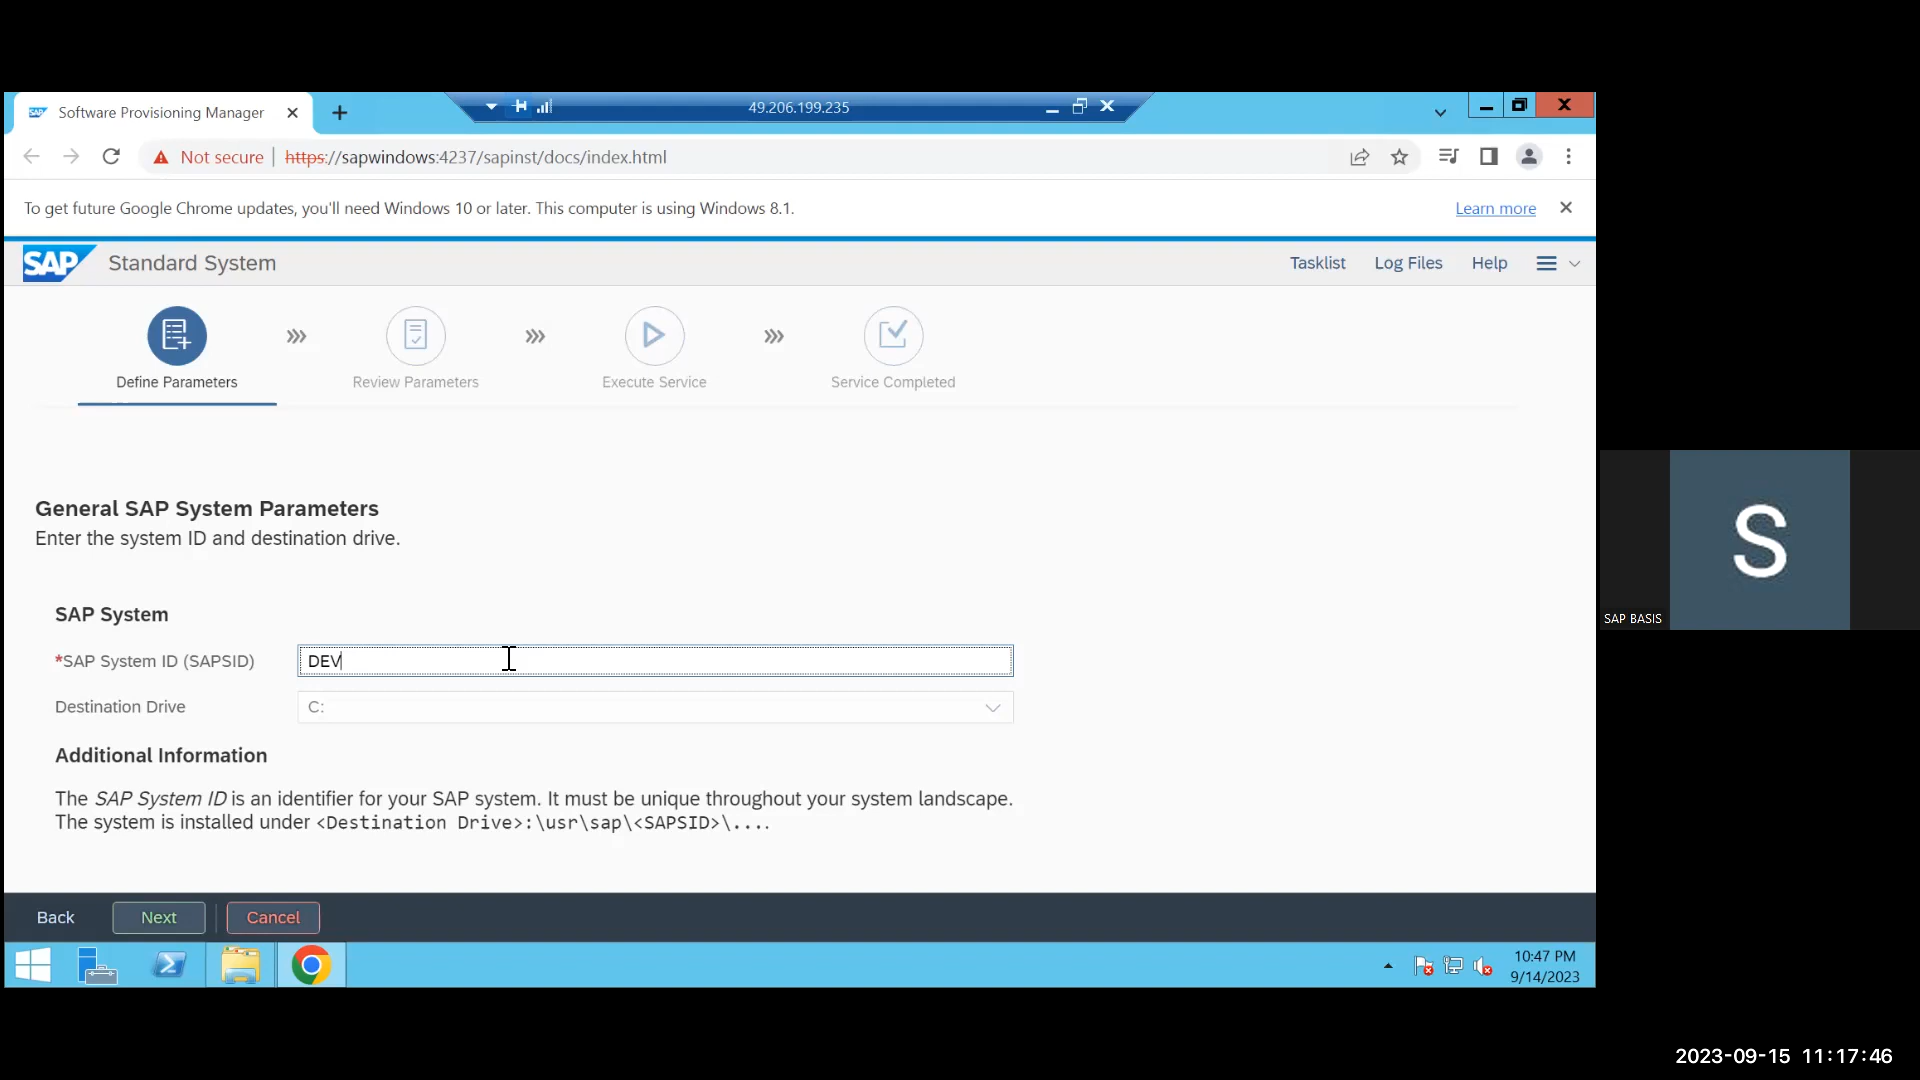 Software Provisioning Manager
49.206.199.235
Not secure https://sapwindows:4237/sapinst/docs/index.html
To get future Google Chrome updates, you'll need Windows 10 or later. This computer is using Windows 8.1.
Learn more
SAP
Standard System
Tasklist
Log Files
Help
Define Parameters
Review Parameters
Execute Service
Service Completed
General SAP System Parameters
Enter the system ID and destination drive.
SAP System
*SAP System ID (SAPSID)
DEV
Destination Drive
C:
Additional Information
The SAP System ID is an identifier for your SAP system. It must be unique throughout your system landscape.
The system is installed under <Destination Drive>:\usr\sap\<SAPSID>\....
Back
Next
Cancel
10:47 PM
9/14/2023
S
SAP BASIS
2023-09-15 11:17:46